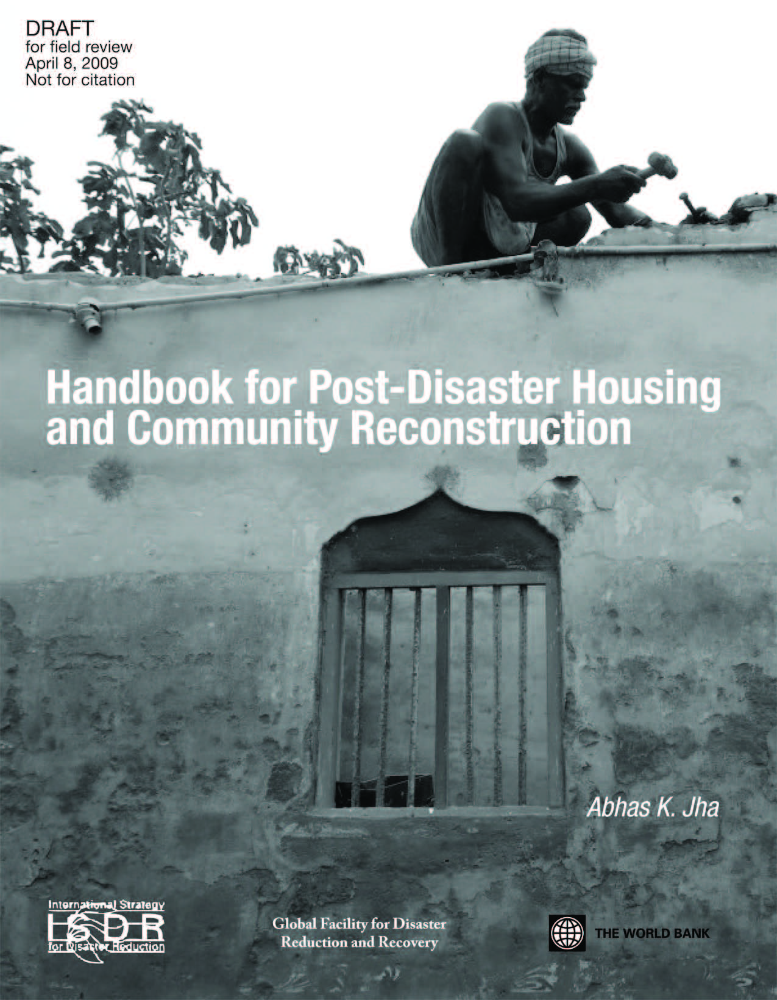 DRAFT
for field review
April 8, 2009
Not for citation
Handbook for Post-Disaster Housing
and Community Reconstruction
Abhas K. Jha
International Strategy
ISDR
for Disaster Reduction
Global Facility for Disaster
Reduction and Recovery
THE WORLD BANK